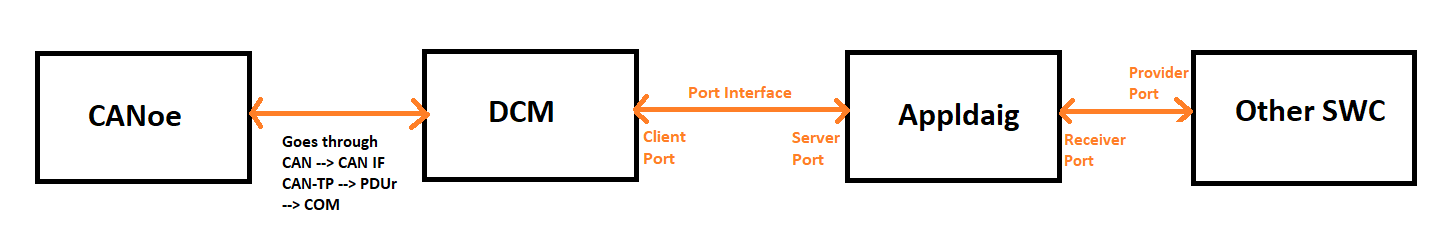 CANoe
Goes through
CAN --> CAN IF
CAN-TP --> PDUr
--> COM
DCM
Port Interface
Client
Port
Server
Port
Appldaig
Provider
Port
Receiver
Port
Other SWC